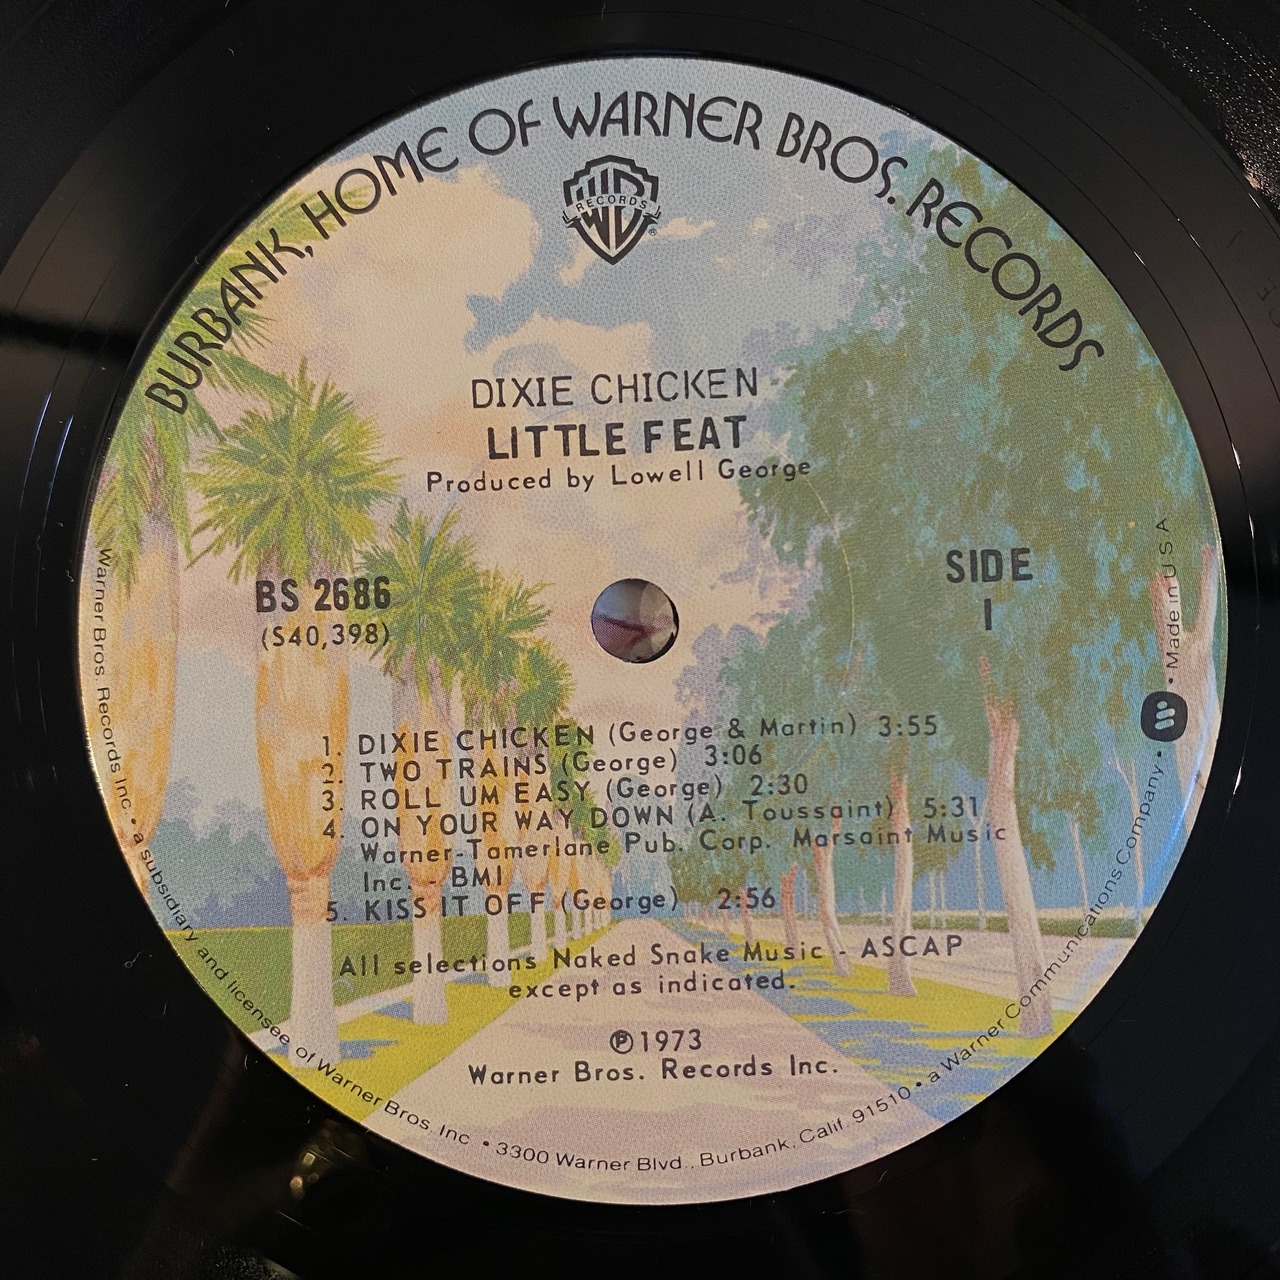 BURBANK, HOME OF WARNER BROS. RECORDS
RECORDS
®
DIXIE CHICKEN
LITTLE FEAT
Produced by Lowell George
BS 2686
(S40,398)
SIDE
1
1. DIXIE CHICKEN (George & Martin) 3:55
2. TWO TRAINS (George) 3:06
3. ROLL UM EASY (George) 2:30
4. ON YOUR WAY DOWN (A. Toussaint) 5:31
Warner-Tamerlane Pub. Corp. Marsaint Music
Inc. - BMI
5. KISS IT OFF (George) 2:56
All selections Naked Snake Music - ASCAP
except as indicated.
℗1973
Warner Bros. Records Inc.
Warner Bros. Records Inc. • a subsidiary and licensee of Warner Bros. Inc. • 3300 Warner Blvd., Burbank, Calif. 91510 • a Warner Communications Company • Made in U S A